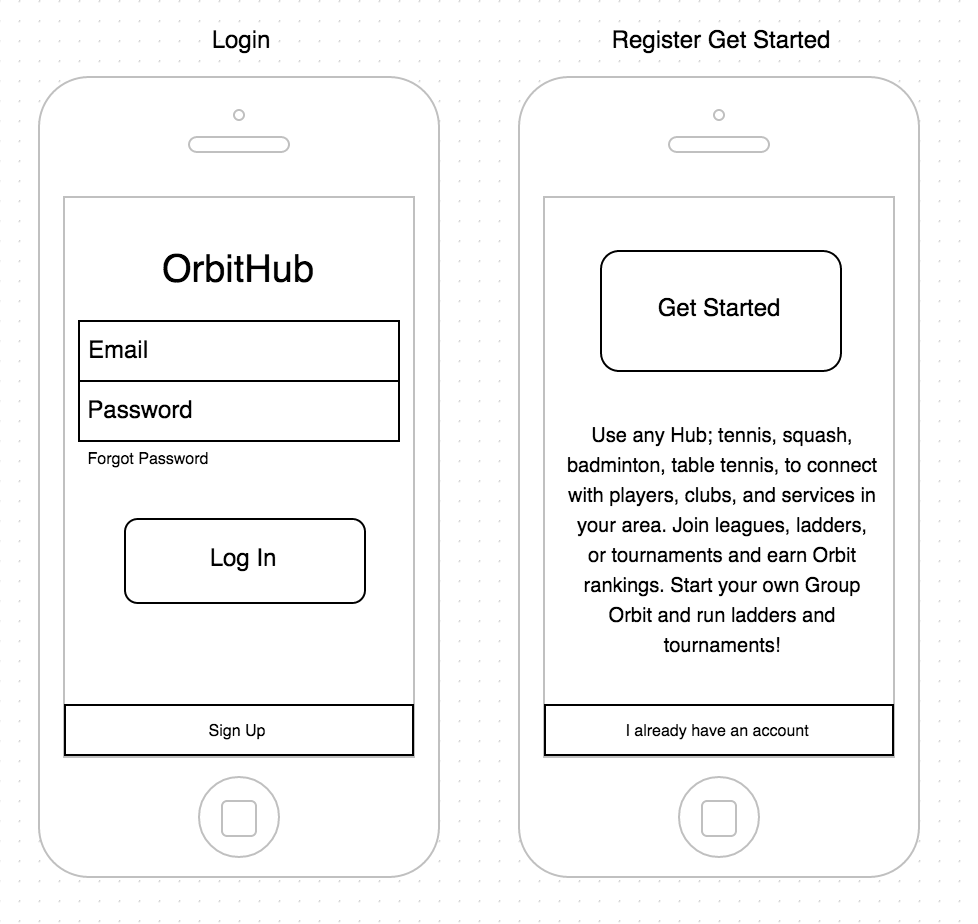 Login
OrbitHub
Email
Password
Forgot Password
Log In
Sign Up
Register Get Started
Get Started
Use any Hub; tennis, squash,
badminton, table tennis, to connect
with players, clubs, and services in
your area. Join leagues, ladders,
or tournaments and earn Orbit
rankings. Start your own Group
Orbit and run ladders and
tournaments!
I already have an account